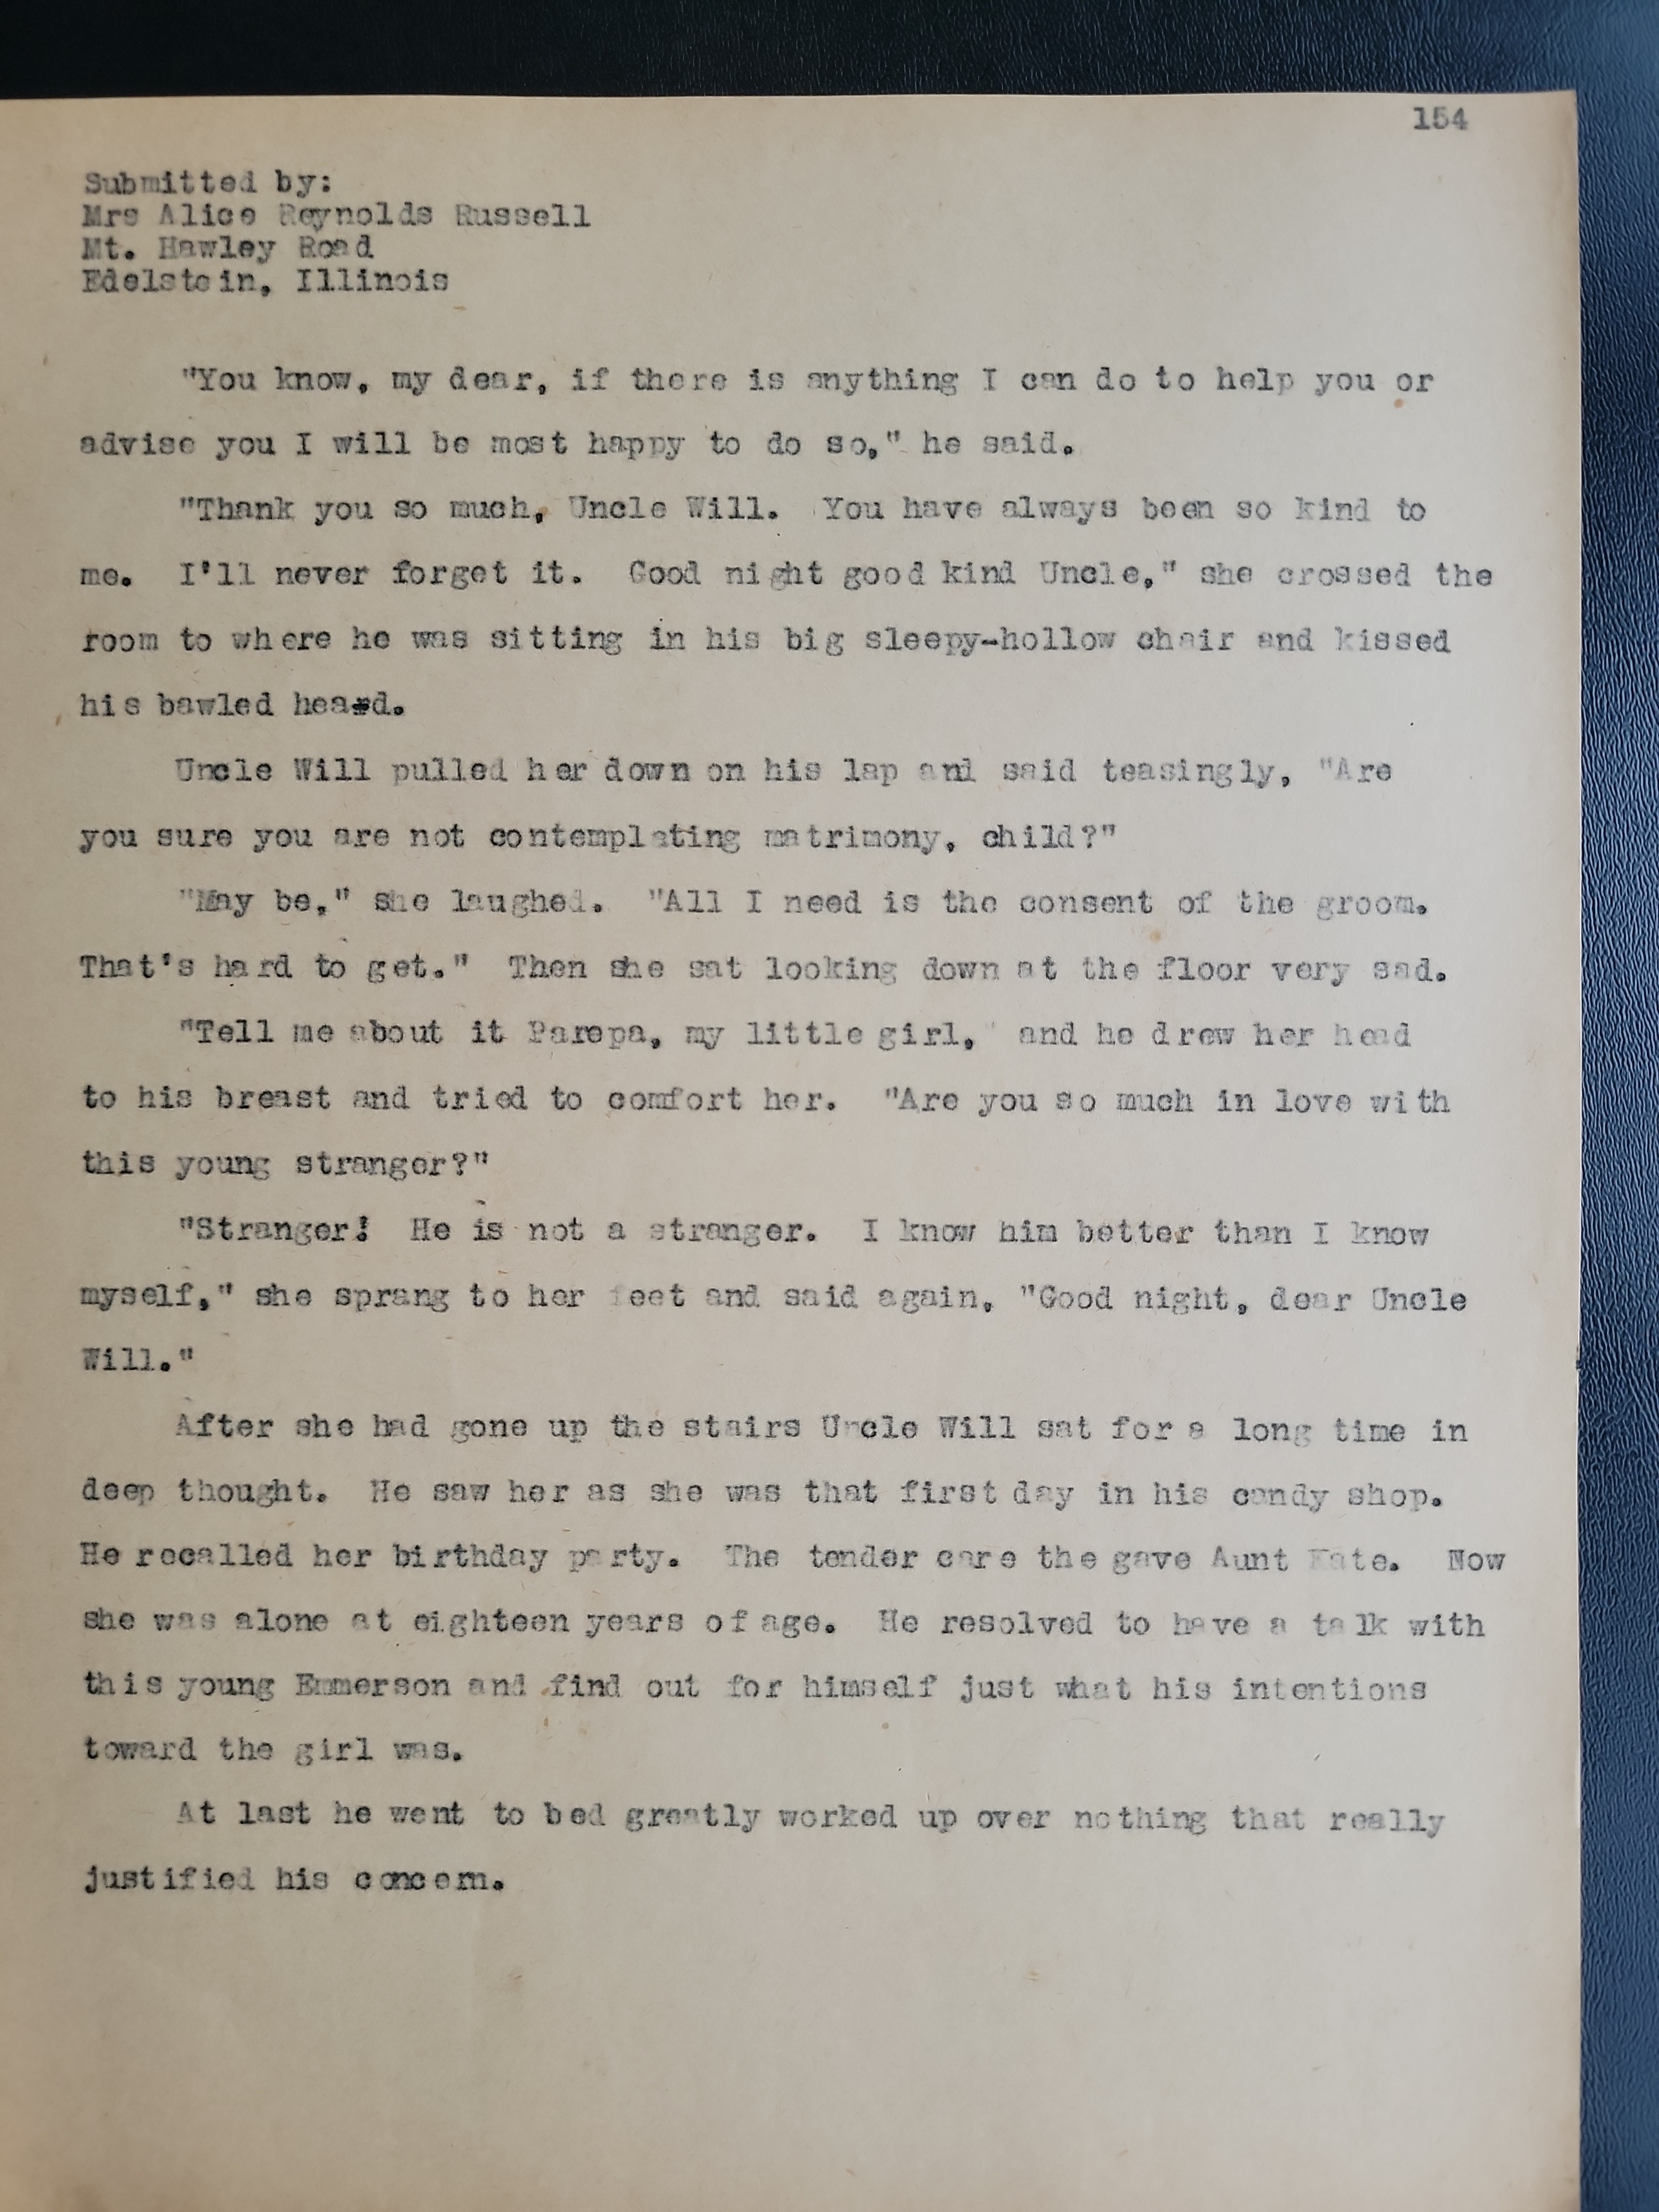 154
Submitted by:
Mrs Alice Reynolds Russell
Mt. Hawley Road
Edelstein, Illinois
"You know, my dear, if there is anything I can do to help you or
advise you I will be most happy to do so," he said.
"Thank you so much, Uncle Will.  You have always been so kind to
me.  I'll never forget it.  Good night good kind Uncle," she crossed the
room to where he was sitting in his big sleepy-hollow chair and kissed
his bawled head.
Uncle Will pulled her down on his lap and said teasingly, "Are
you sure you are not contemplating matrimony, child?"
"May be," she laughed.  "All I need is the consent of the groom.
That's hard to get."  Then she sat looking down at the floor very sad.
"Tell me about it Parepa, my little girl,' and he drew her head
to his breast and tried to comfort her.  "Are you so much in love with
this young stranger?"
"Stranger!  He is not a stranger.  I know him better than I know
myself," she sprang to her feet and said again, "Good night, dear Uncle
Will."
After she had gone up the stairs Uncle Will sat for a long time in
deep thought.  He saw her as she was that first day in his candy shop.
He recalled her birthday party.  The tender care the gave Aunt Kate.  Now
she was alone at eighteen years of age.  He resolved to have a talk with
this young Emmerson and find out for himself just what his intentions
toward the girl was.
At last he went to bed greatly worked up over nothing that really
justified his concern.